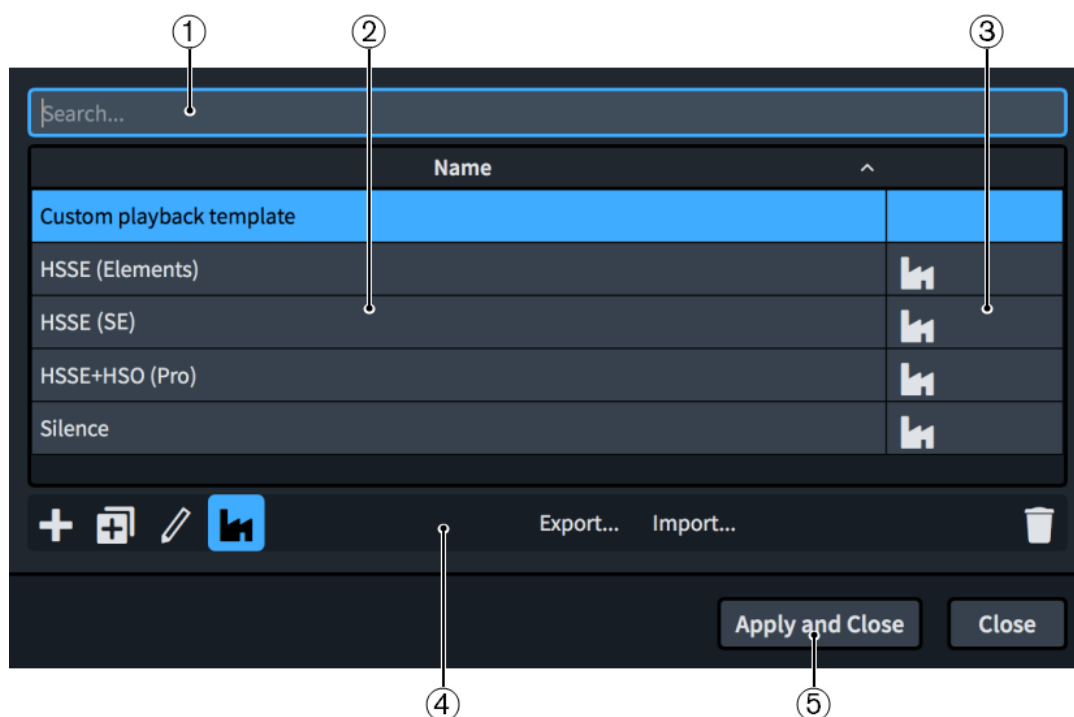 ① ② ③
Search...
Name
Custom playback template
HSSE (Elements)
HSSE (SE)
HSSE+HSO (Pro)
Silence
Export... Import...
Apply and Close Close
④ ⑤